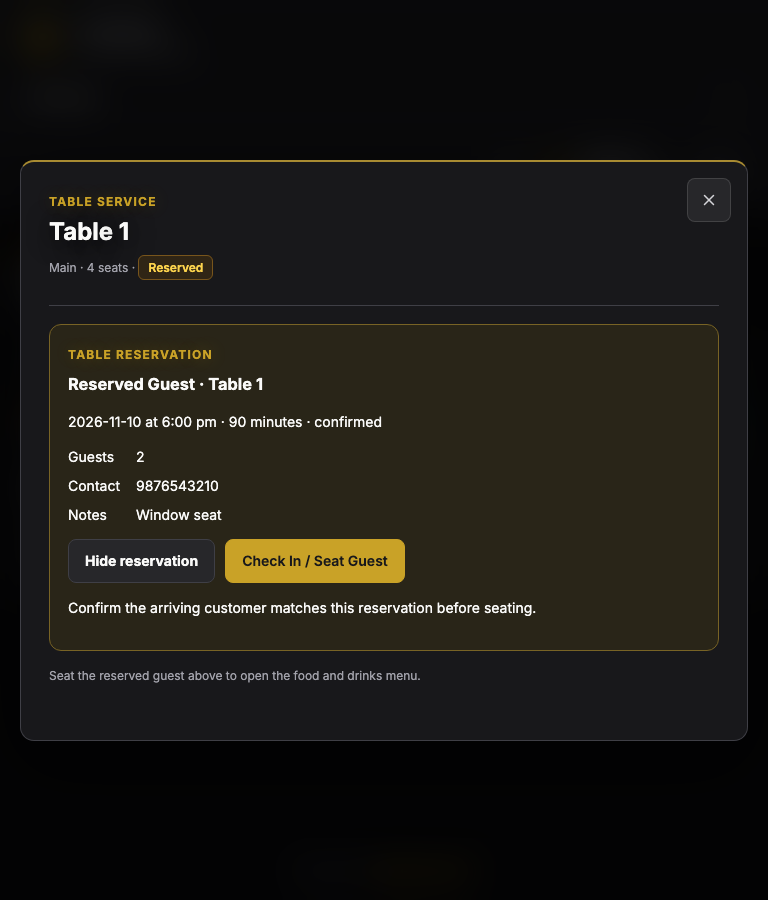 TABLE SERVICE
Table 1
Main · 4 seats · Reserved
TABLE RESERVATION
Reserved Guest · Table 1
2026-11-10 at 6:00 pm · 90 minutes · confirmed
Guests 2
Contact 9876543210
Notes Window seat
Hide reservation Check In / Seat Guest
Confirm the arriving customer matches this reservation before seating.
Seat the reserved guest above to open the food and drinks menu.